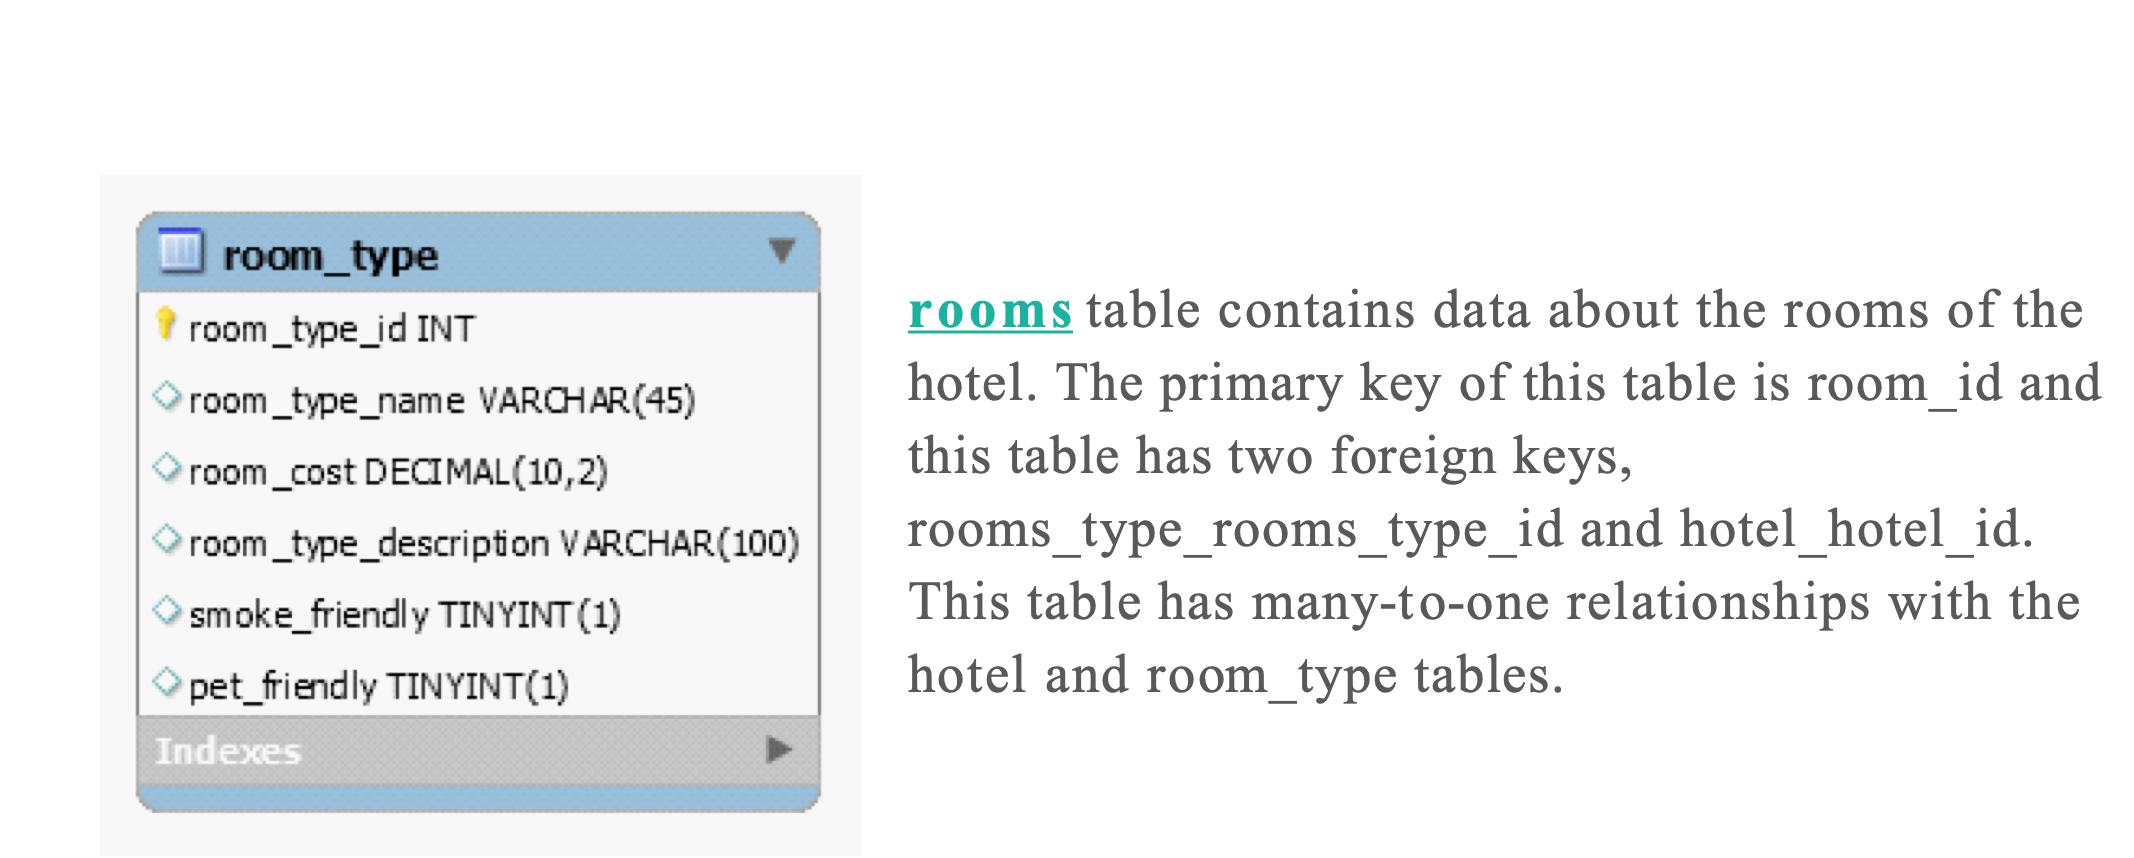 room_type
room_type_id INT
room_type_name VARCHAR(45)
room_cost DECIMAL(10,2)
room_type_description VARCHAR(100)
smoke_friendly TINYINT(1)
pet_friendly TINYINT(1)
Indexes
rooms table contains data about the rooms of the
hotel. The primary key of this table is room_id and
this table has two foreign keys,
rooms_type_rooms_type_id and hotel_hotel_id.
This table has many-to-one relationships with the
hotel and room_type tables.